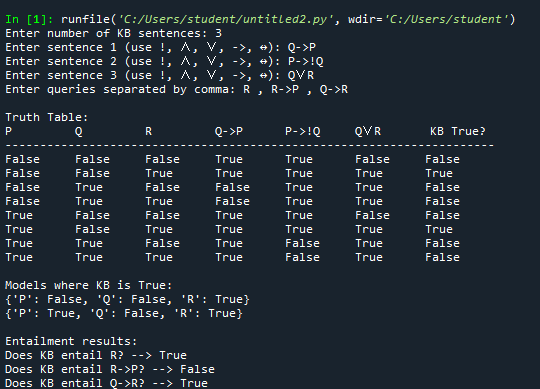 In [1]: runfile('C:/Users/student/untitled2.py', wdir='C:/Users/student')
Enter number of KB sentences: 3
Enter sentence 1 (use !, ∧, ∨, ->, ↔): Q->P
Enter sentence 2 (use !, ∧, ∨, ->, ↔): P->!Q
Enter sentence 3 (use !, ∧, ∨, ->, ↔): Q∨R
Enter queries separated by comma: R , R->P , Q->R
Truth Table:
P Q R Q->P P->!Q Q∨R KB True?
----------------------------------------------------------------------
False False False True True False False
False False True True True True True
False True False False True True False
False True True False True True False
True False False True True False False
True False True True True True True
True True False True False True False
True True True True False True False
Models where KB is True:
{'P': False, 'Q': False, 'R': True}
{'P': True, 'Q': False, 'R': True}
Entailment results:
Does KB entail R? --> True
Does KB entail R->P? --> False
Does KB entail Q->R? --> True